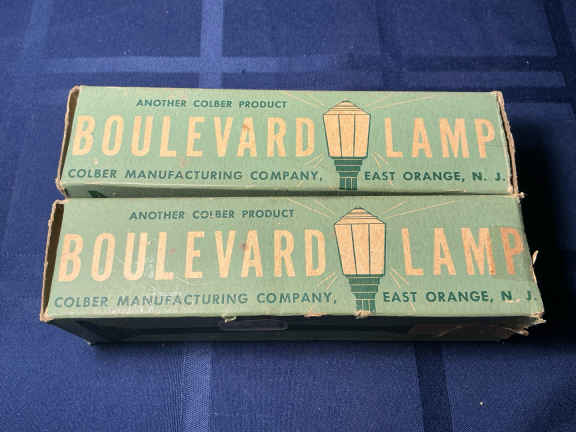 ANOTHER COLBER PRODUCT
BOULEVARD LAMP
COLBER MANUFACTURING COMPANY, EAST ORANGE, N. J.
ANOTHER COLBER PRODUCT
BOULEVARD LAMP
COLBER MANUFACTURING COMPANY, EAST ORANGE, N. J.